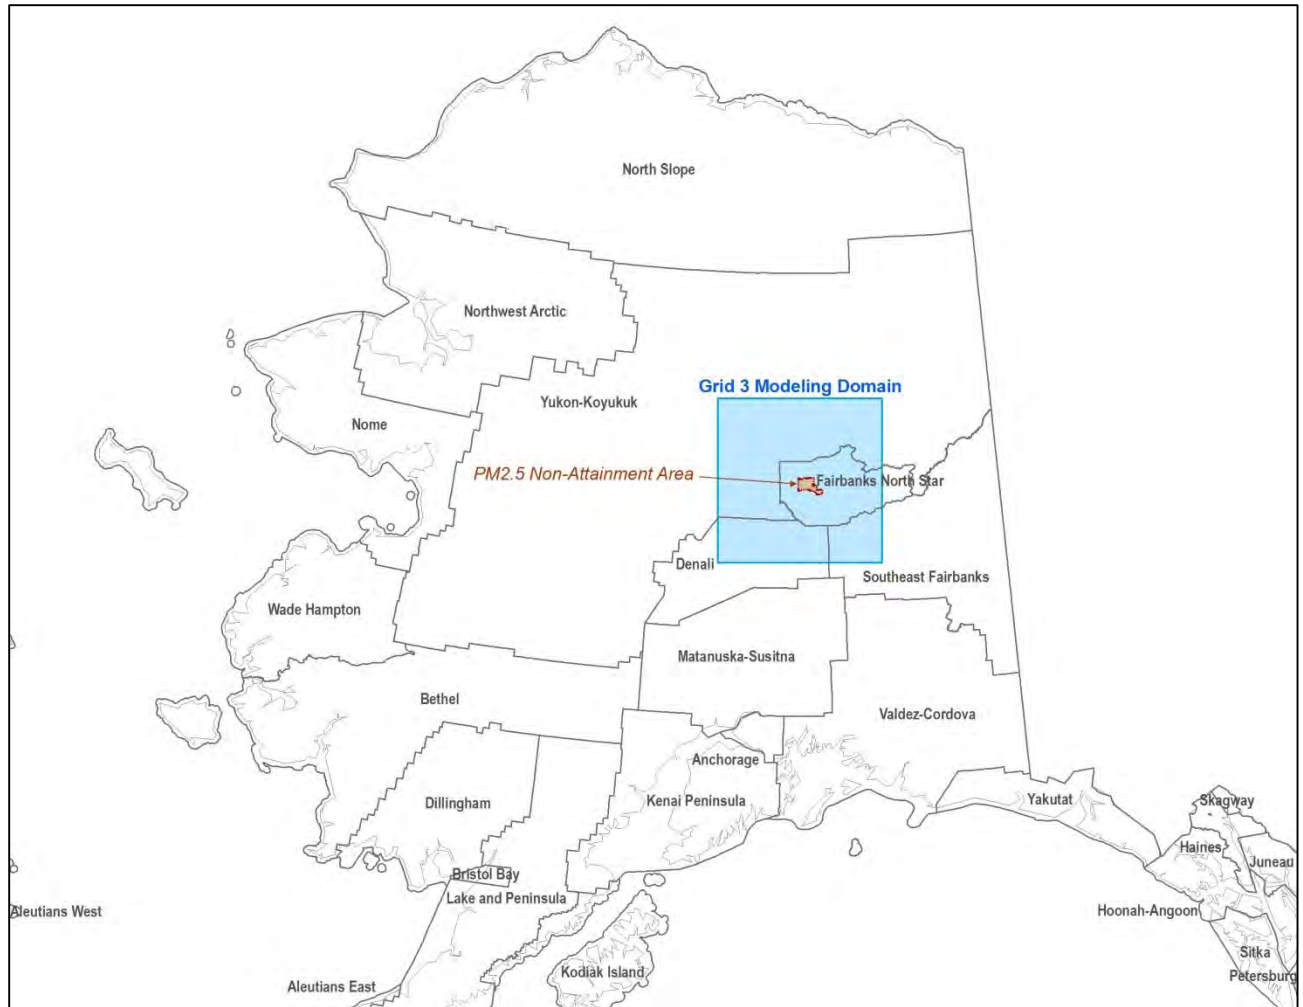 North Slope
Northwest Arctic
Grid 3 Modeling Domain
Yukon-Koyukuk
Nome
PM2.5 Non-Attainment Area
Fairbanks North Star
Denali
Southeast Fairbanks
Wade Hampton
Matanuska-Susitna
Bethel
Valdez-Cordova
Anchorage
Dillingham
Kenai Peninsula
Yakutat
Skagway
Haines
Juneau
Bristol Bay
Lake and Peninsula
Aleutians West
Hoonah-Angoon
Sitka
Kodiak Island
Petersburg
Aleutians East